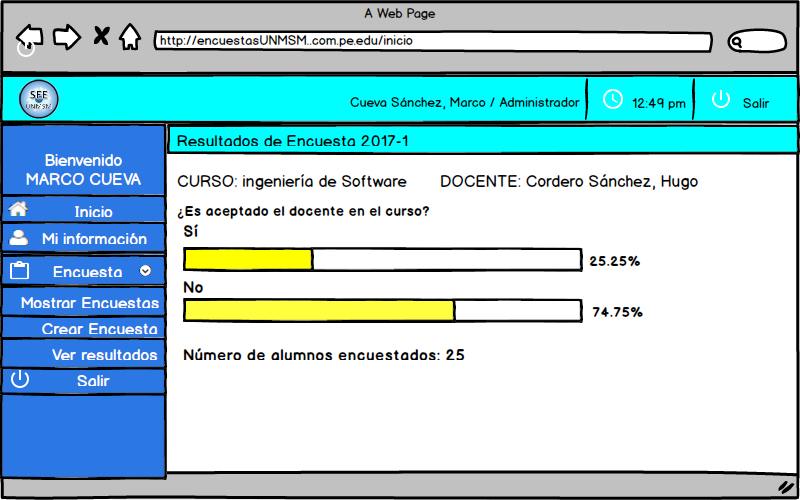 A Web Page
http://encuestasUNMSM..com.pe.edu/inicio
SEE
UNMSM
Cueva Sánchez, Marco / Administrador
12:49 pm
Salir
Bienvenido
MARCO CUEVA
Inicio
Mi información
Encuesta
Mostrar Encuestas
Crear Encuesta
Ver resultados
Salir
Resultados de Encuesta 2017-1
CURSO: ingeniería de Software DOCENTE: Cordero Sánchez, Hugo
¿Es aceptado el docente en el curso?
Sí
25.25%
No
74.75%
Número de alumnos encuestados: 25